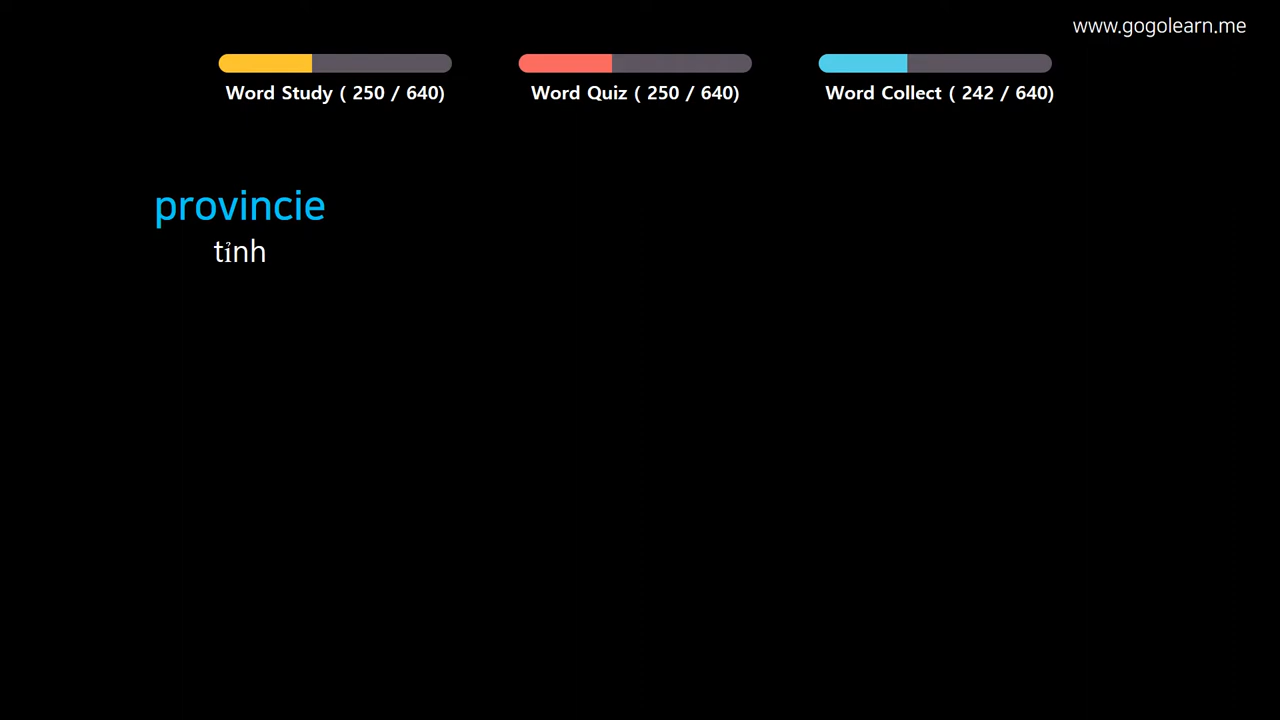 www.gogolearn.me
Word Study ( 250 / 640)
Word Quiz ( 250 / 640)
Word Collect ( 242 / 640)
provincie
tỉnh